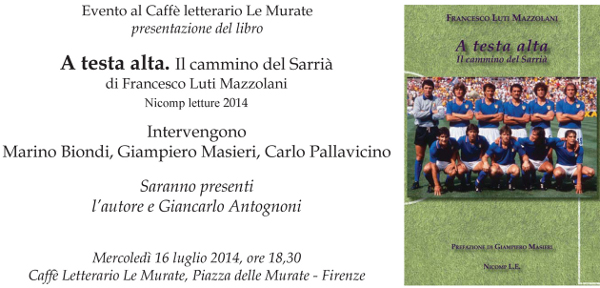 Evento al Caffè letterario Le Murate
presentazione del libro
A testa alta. Il cammino del Sarrià
di Francesco Luti Mazzolani
Nicomp letture 2014
Intervengono
Marino Biondi, Giampiero Masieri, Carlo Pallavicino
Saranno presenti
l'autore e Giancarlo Antognoni
Mercoledì 16 luglio 2014, ore 18,30
Caffè Letterario Le Murate, Piazza delle Murate - Firenze
Francesco Luti Mazzolani
A testa alta
Il cammino del Sarrià
Prefazione di Giampiero Masieri
Nicomp L.E.